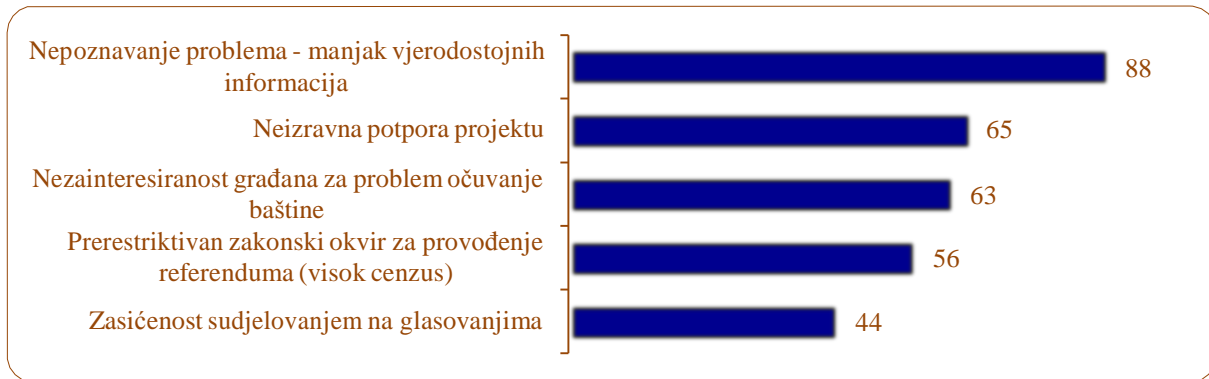 Nepoznavanje problema - manjak vjerodostojnih
informacija
88
Neizravna potpora projektu
65
Nezainteresiranost građana za problem očuvanje
baštine
63
Prerestriktivan zakonski okvir za provođenje
referenduma (visok cenzus)
56
Zasićenost sudjelovanjem na glasovanjima
44